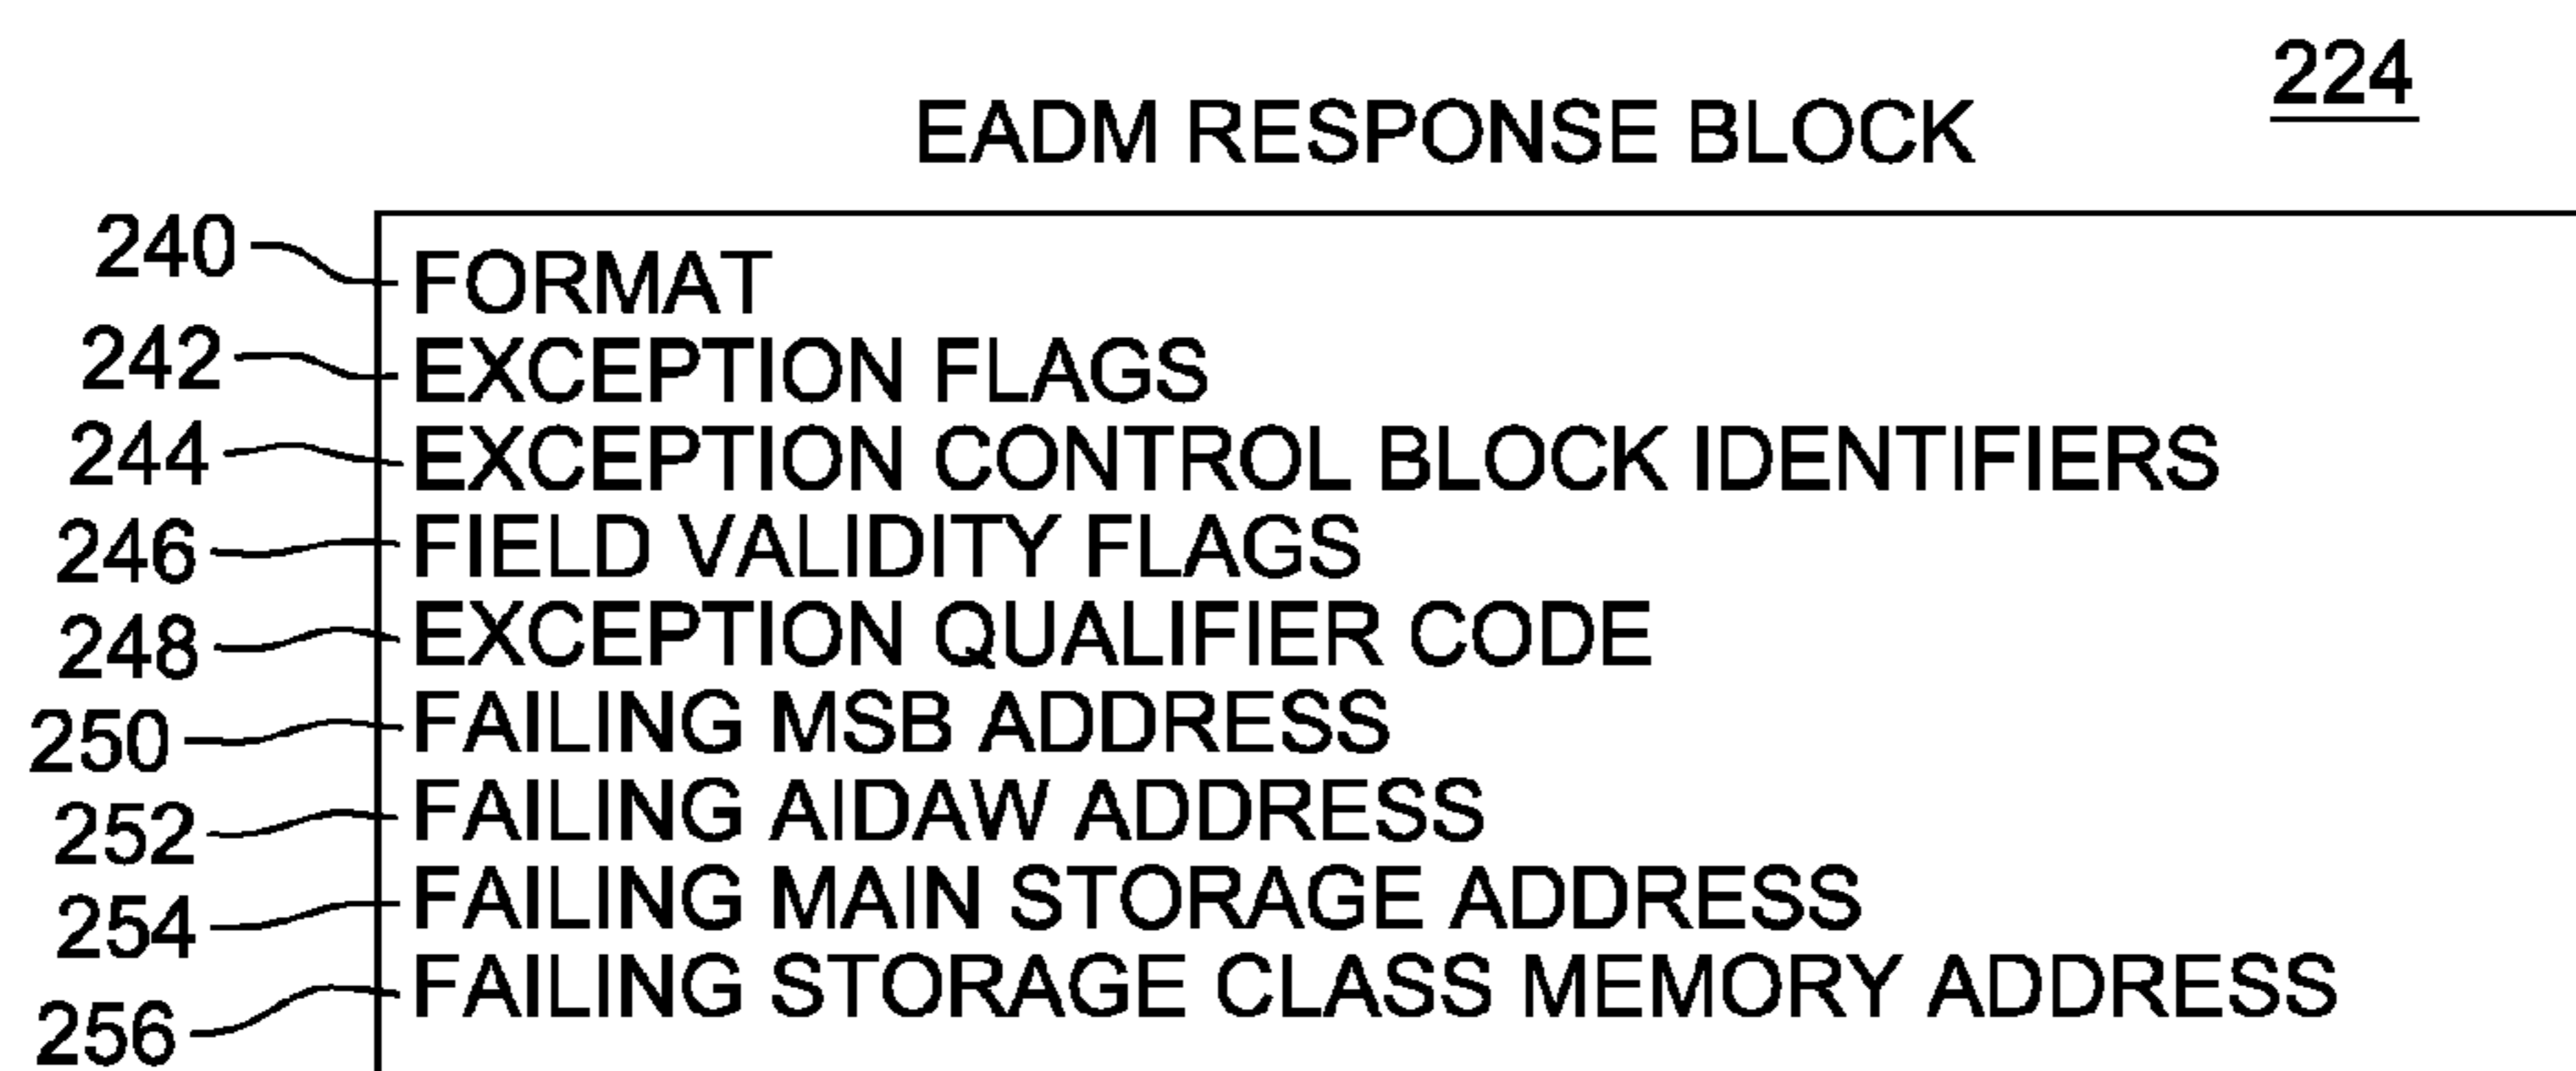 224
EADM RESPONSE BLOCK
240 FORMAT
242 EXCEPTION FLAGS
244 EXCEPTION CONTROL BLOCK IDENTIFIERS
246 FIELD VALIDITY FLAGS
248 EXCEPTION QUALIFIER CODE
250 FAILING MSB ADDRESS
252 FAILING AIDAW ADDRESS
254 FAILING MAIN STORAGE ADDRESS
256 FAILING STORAGE CLASS MEMORY ADDRESS